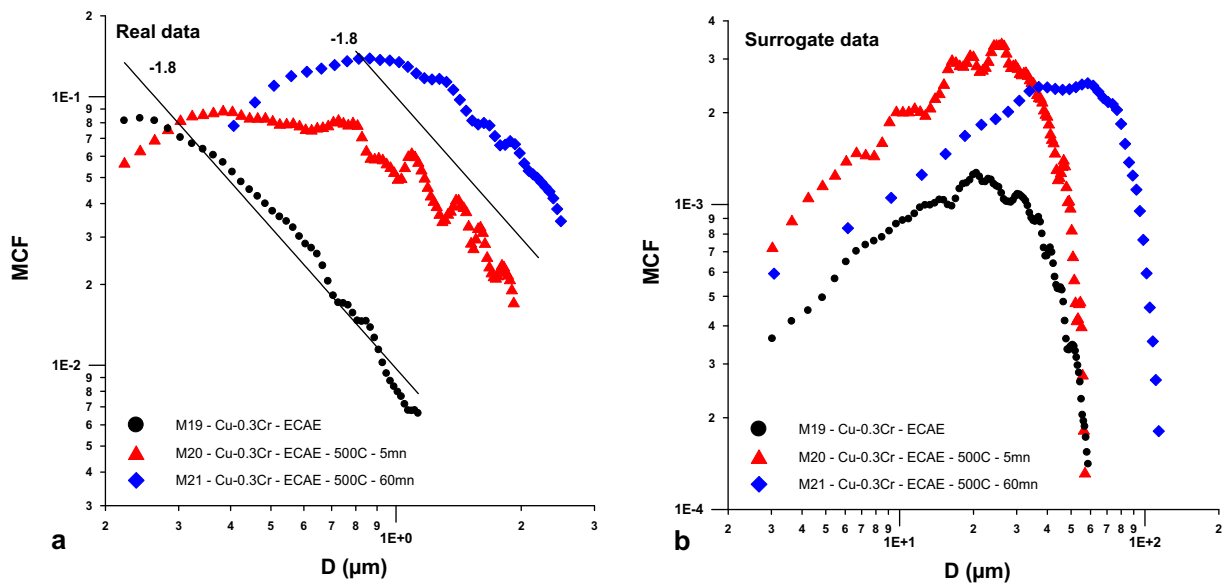 Real data
-1.8
-1.8
1E-1
9
8
7
6
5
4
3
2
1E-2
9
8
7
6
5
4
3
MCF
M19 - Cu-0.3Cr - ECAE
M20 - Cu-0.3Cr - ECAE - 500C - 5mn
M21 - Cu-0.3Cr - ECAE - 500C - 60mn
2 3 4 5 6 7 8 9 1E+0 2 3
a
D (µm)
Surrogate data
4
3
2
1E-3
9
8
7
6
5
4
3
2
1E-4
MCF
M19 - Cu-0.3Cr - ECAE
M20 - Cu-0.3Cr - ECAE - 500C - 5mn
M21 - Cu-0.3Cr - ECAE - 500C - 60mn
2 3 4 5 6 7 8 9 1E+1 2 3 4 5 6 7 8 9 1E+2 2
b
D (µm)